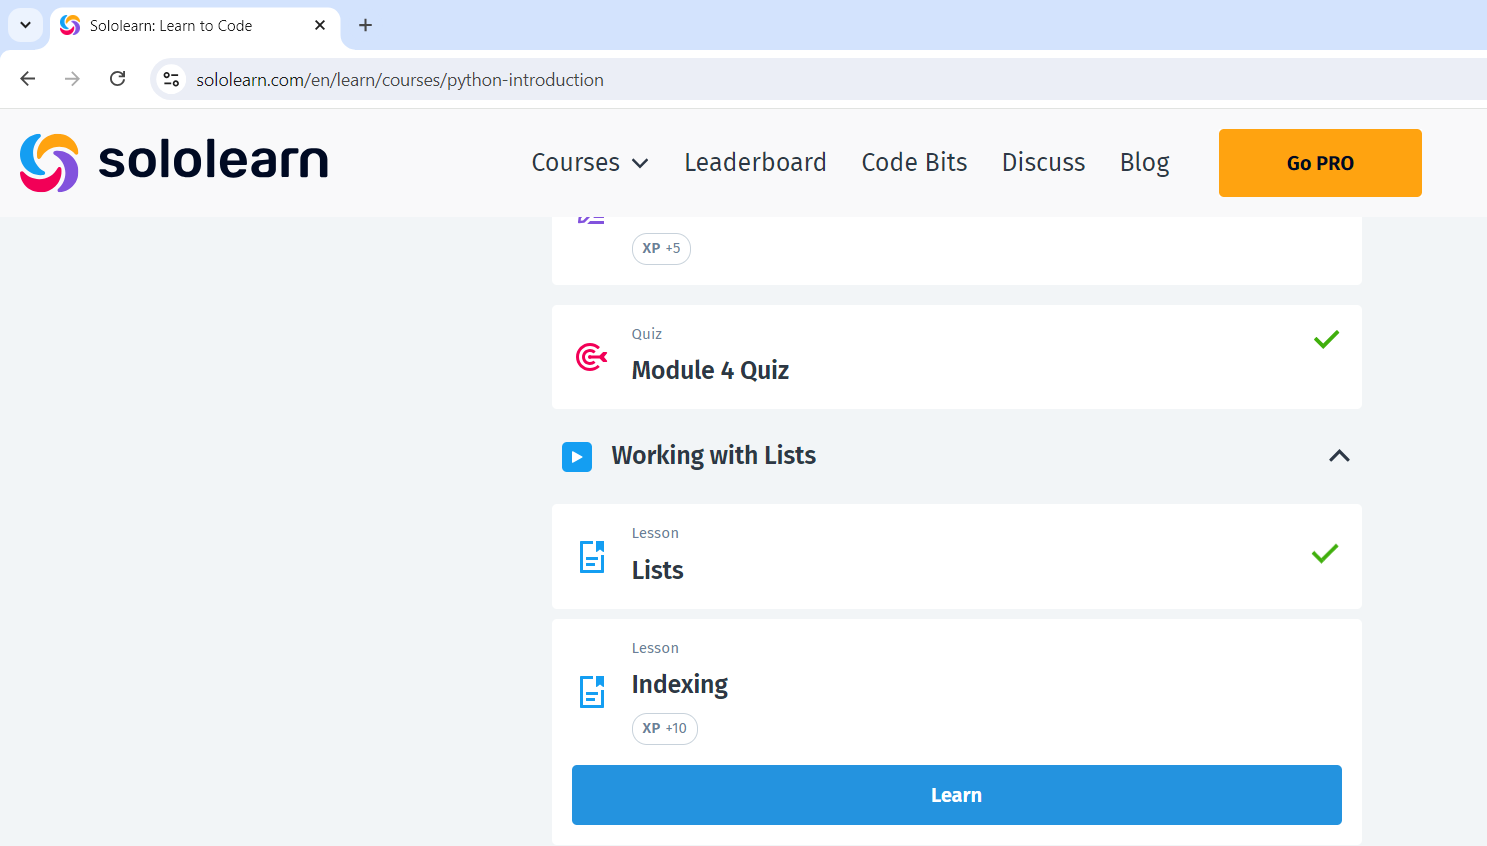 Sololearn: Learn to Code
sololearn.com/en/learn/courses/python-introduction
sololearn
Courses
Leaderboard
Code Bits
Discuss
Blog
Go PRO
XP +5
Quiz
Module 4 Quiz
Working with Lists
Lesson
Lists
Lesson
Indexing
XP +10
Learn